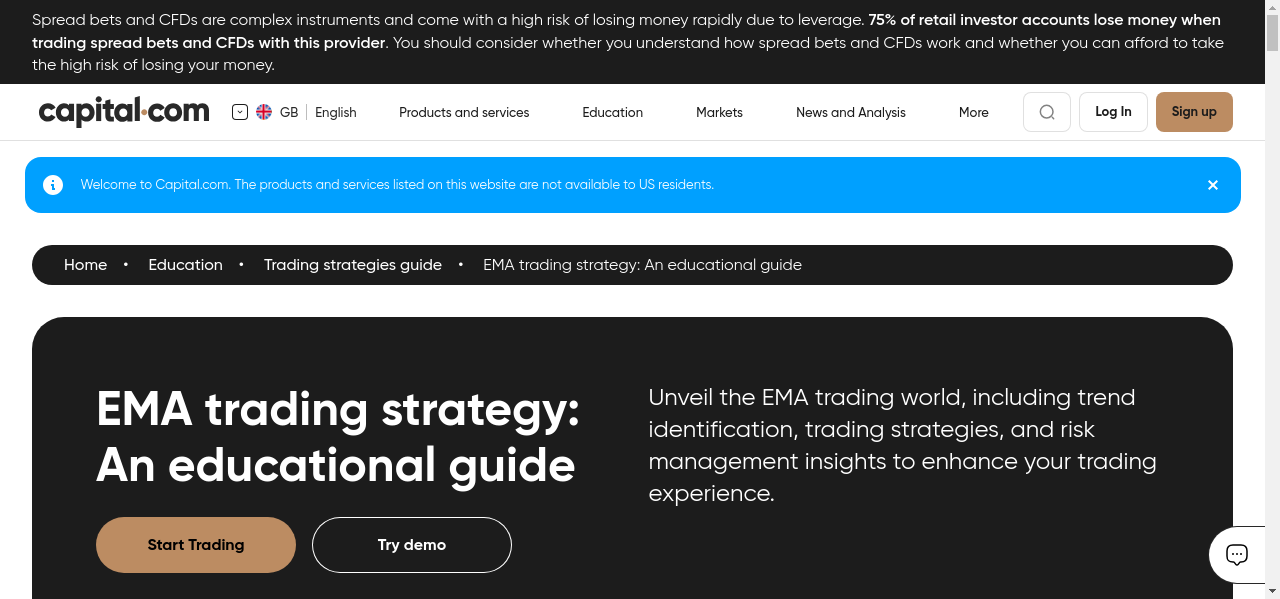 Spread bets and CFDs are complex instruments and come with a high risk of losing money rapidly due to leverage. 75% of retail investor accounts lose money when
trading spread bets and CFDs with this provider. You should consider whether you understand how spread bets and CFDs work and whether you can afford to take
the high risk of losing your money.
capital.com
GB
English
Products and services
Education
Markets
News and Analysis
More
Log In
Sign up
Welcome to Capital.com. The products and services listed on this website are not available to US residents.
Home • Education • Trading strategies guide • EMA trading strategy: An educational guide
EMA trading strategy:
An educational guide
Unveil the EMA trading world, including trend
identification, trading strategies, and risk
management insights to enhance your trading
experience.
Start Trading
Try demo